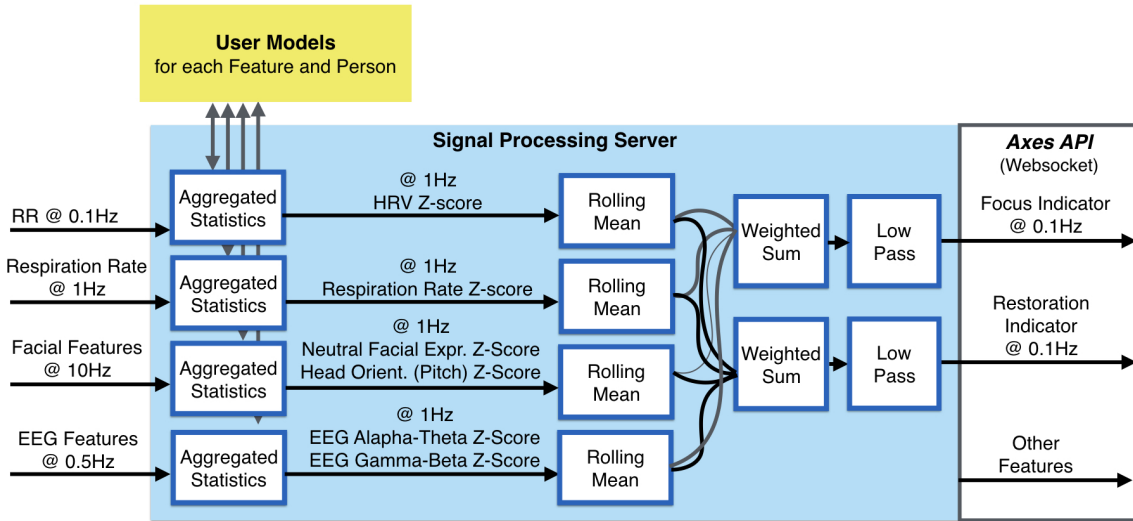 User Models
for each Feature and Person
Signal Processing Server
Axes API
(Websocket)
RR @ 0.1Hz
Aggregated
Statistics
@ 1Hz
HRV Z-score
Rolling
Mean
Weighted
Sum
Low
Pass
Focus Indicator
@ 0.1Hz
Respiration Rate
@ 1Hz
Aggregated
Statistics
@ 1Hz
Respiration Rate Z-score
Rolling
Mean
Facial Features
@ 10Hz
Aggregated
Statistics
@ 1Hz
Neutral Facial Expr. Z-Score
Head Orient. (Pitch) Z-Score
Rolling
Mean
Weighted
Sum
Low
Pass
Restoration
Indicator
@ 0.1Hz
EEG Features
@ 0.5Hz
Aggregated
Statistics
@ 1Hz
EEG Alapha-Theta Z-Score
EEG Gamma-Beta Z-Score
Rolling
Mean
Other
Features